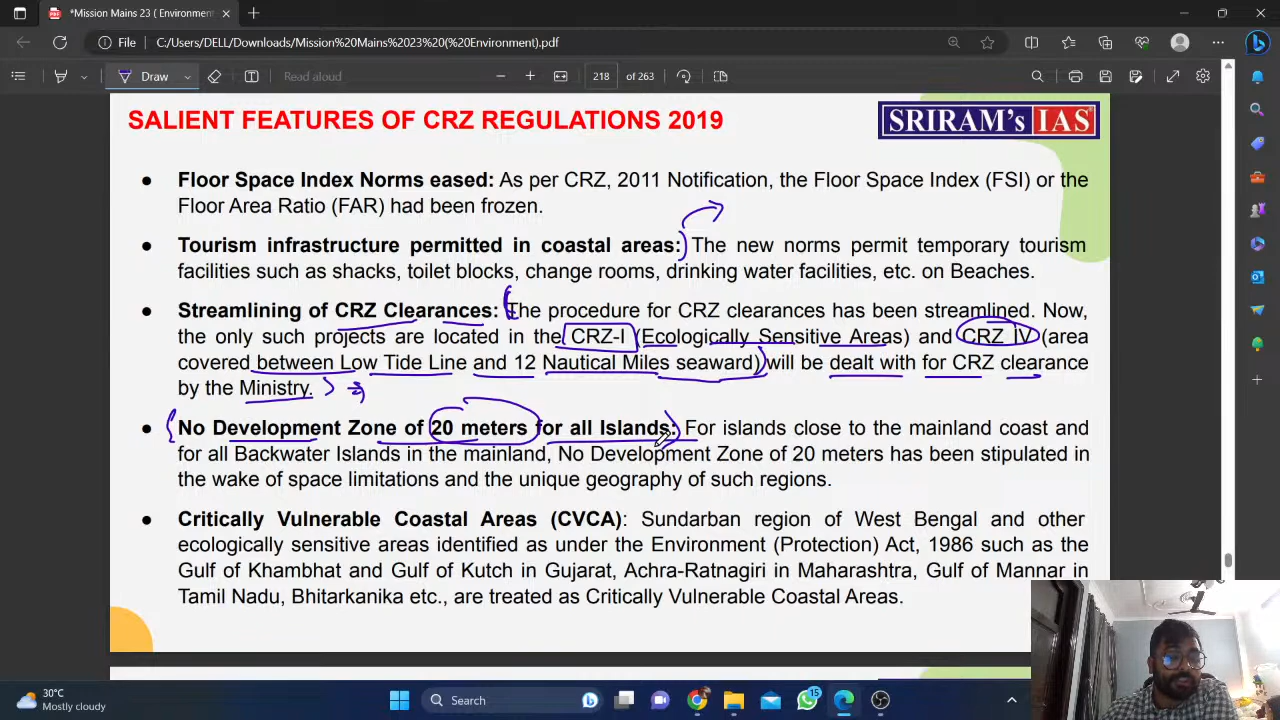 *Mission Mains 23 ( Environment
File
C:/Users/DELL/Downloads/Mission%20Mains%2023%20(%20Environment).pdf
Draw
Read aloud
218
of 263
SALIENT FEATURES OF CRZ REGULATIONS 2019
SRIRAM's IAS
● Floor Space Index Norms eased: As per CRZ, 2011 Notification, the Floor Space Index (FSI) or the
Floor Area Ratio (FAR) had been frozen.
● Tourism infrastructure permitted in coastal areas: The new norms permit temporary tourism
facilities such as shacks, toilet blocks, change rooms, drinking water facilities, etc. on Beaches.
● Streamlining of CRZ Clearances: The procedure for CRZ clearances has been streamlined. Now,
the only such projects are located in the CRZ-I (Ecologically Sensitive Areas) and CRZ IV (area
covered between Low Tide Line and 12 Nautical Miles seaward) will be dealt with for CRZ clearance
by the Ministry.
● No Development Zone of 20 meters for all Islands: For islands close to the mainland coast and
for all Backwater Islands in the mainland, No Development Zone of 20 meters has been stipulated in
the wake of space limitations and the unique geography of such regions.
● Critically Vulnerable Coastal Areas (CVCA): Sundarban region of West Bengal and other
ecologically sensitive areas identified as under the Environment (Protection) Act, 1986 such as the
Gulf of Khambhat and Gulf of Kutch in Gujarat, Achra-Ratnagiri in Maharashtra, Gulf of Mannar in
Tamil Nadu, Bhitarkanika etc., are treated as Critically Vulnerable Coastal Areas.
30°C
Mostly cloudy
Search
15